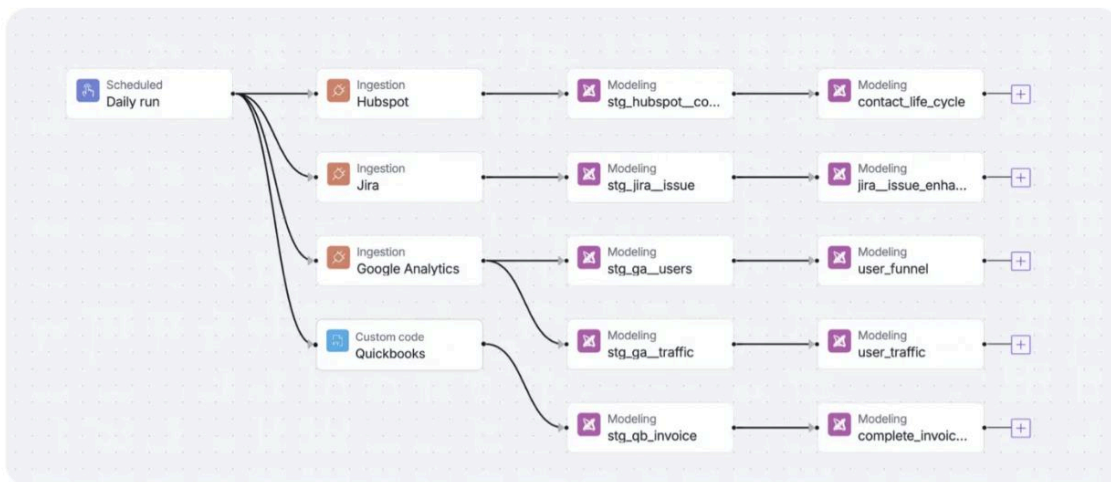 Scheduled
Daily run
Ingestion
Hubspot
Modeling
stg_hubspot__co...
Modeling
contact_life_cycle
Ingestion
Jira
Modeling
stg_jira__issue
Modeling
jira__issue_enha...
Ingestion
Google Analytics
Modeling
stg_ga__users
Modeling
user_funnel
Custom code
Quickbooks
Modeling
stg_ga__traffic
Modeling
user_traffic
Modeling
stg_qb_invoice
Modeling
complete_invoic...